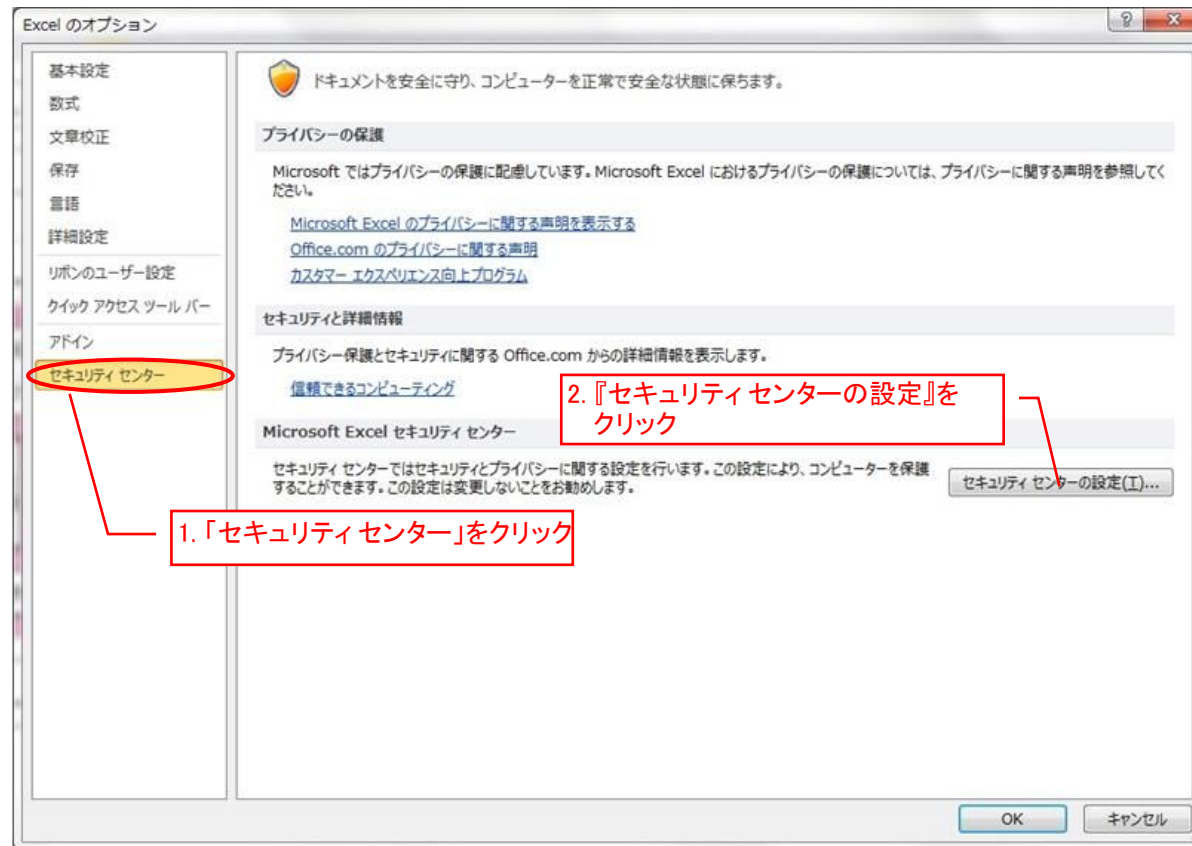 Excel のオプション
基本設定
数式
文章校正
保存
言語
詳細設定
リボンのユーザー設定
クイック アクセス ツール バー
アドイン
セキュリティ センター
ドキュメントを安全に守り、コンピューターを正常で安全な状態に保ちます。
プライバシーの保護
Microsoft ではプライバシーの保護に配慮しています。Microsoft Excel におけるプライバシーの保護については、プライバシーに関する声明を参照してく
ださい。
Microsoft Excel のプライバシーに関する声明を表示する
Office.com のプライバシーに関する声明
カスタマー エクスペリエンス向上プログラム
セキュリティと詳細情報
プライバシー保護とセキュリティに関する Office.com からの詳細情報を表示します。
信頼できるコンピューティング
2. 『セキュリティ センターの設定』を
クリック
Microsoft Excel セキュリティ センター
セキュリティ センターではセキュリティとプライバシーに関する設定を行います。この設定により、コンピューターを保護
することができます。この設定は変更しないことをお勧めします。
セキュリティ センターの設定(T)...
1. 「セキュリティ センター」をクリック
OK
キャンセル